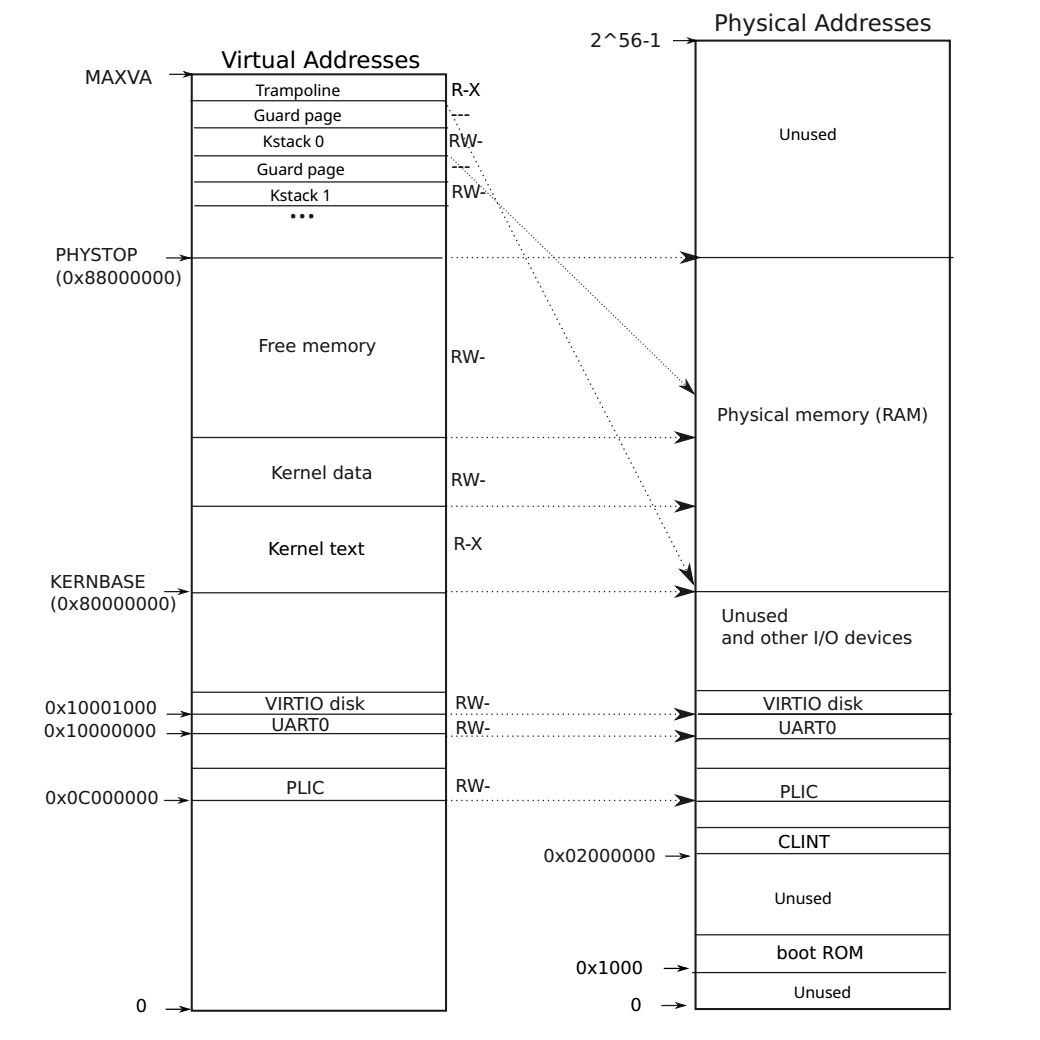 Physical Addresses
2^56-1
Virtual Addresses
MAXVA
Trampoline
R-X
Guard page
---
Kstack 0
RW-
Guard page
---
Kstack 1
RW-
...
Unused
PHYSTOP
(0x88000000)
Free memory
RW-
Physical memory (RAM)
Kernel data
RW-
Kernel text
R-X
KERNBASE
(0x80000000)
Unused
and other I/O devices
0x10001000
VIRTIO disk
RW-
VIRTIO disk
0x10000000
UART0
RW-
UART0
0x0C000000
PLIC
RW-
PLIC
CLINT
0x02000000
Unused
boot ROM
0x1000
Unused
0
0